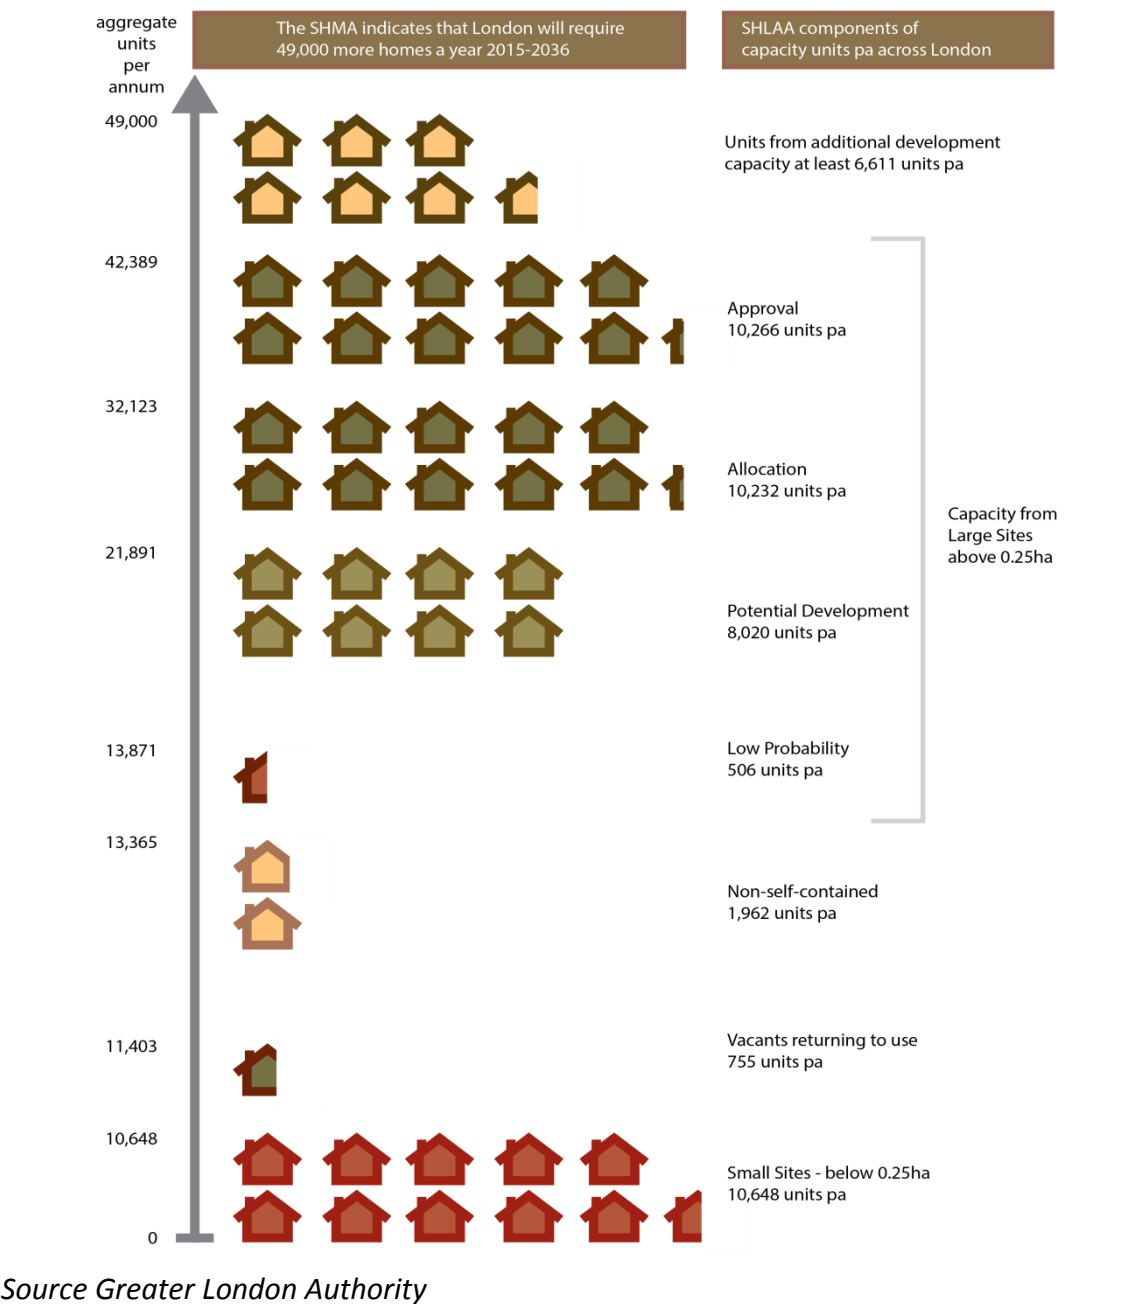 aggregate
units
per
annum
The SHMA indicates that London will require
49,000 more homes a year 2015-2036
SHLAA components of
capacity units pa across London
49,000
Units from additional development
capacity at least 6,611 units pa
42,389
Approval
10,266 units pa
32,123
Allocation
10,232 units pa
Capacity from
Large Sites
above 0.25ha
21,891
Potential Development
8,020 units pa
13,871
Low Probability
506 units pa
13,365
Non-self-contained
1,962 units pa
11,403
Vacants returning to use
755 units pa
10,648
Small Sites - below 0.25ha
10,648 units pa
0
Source Greater London Authority